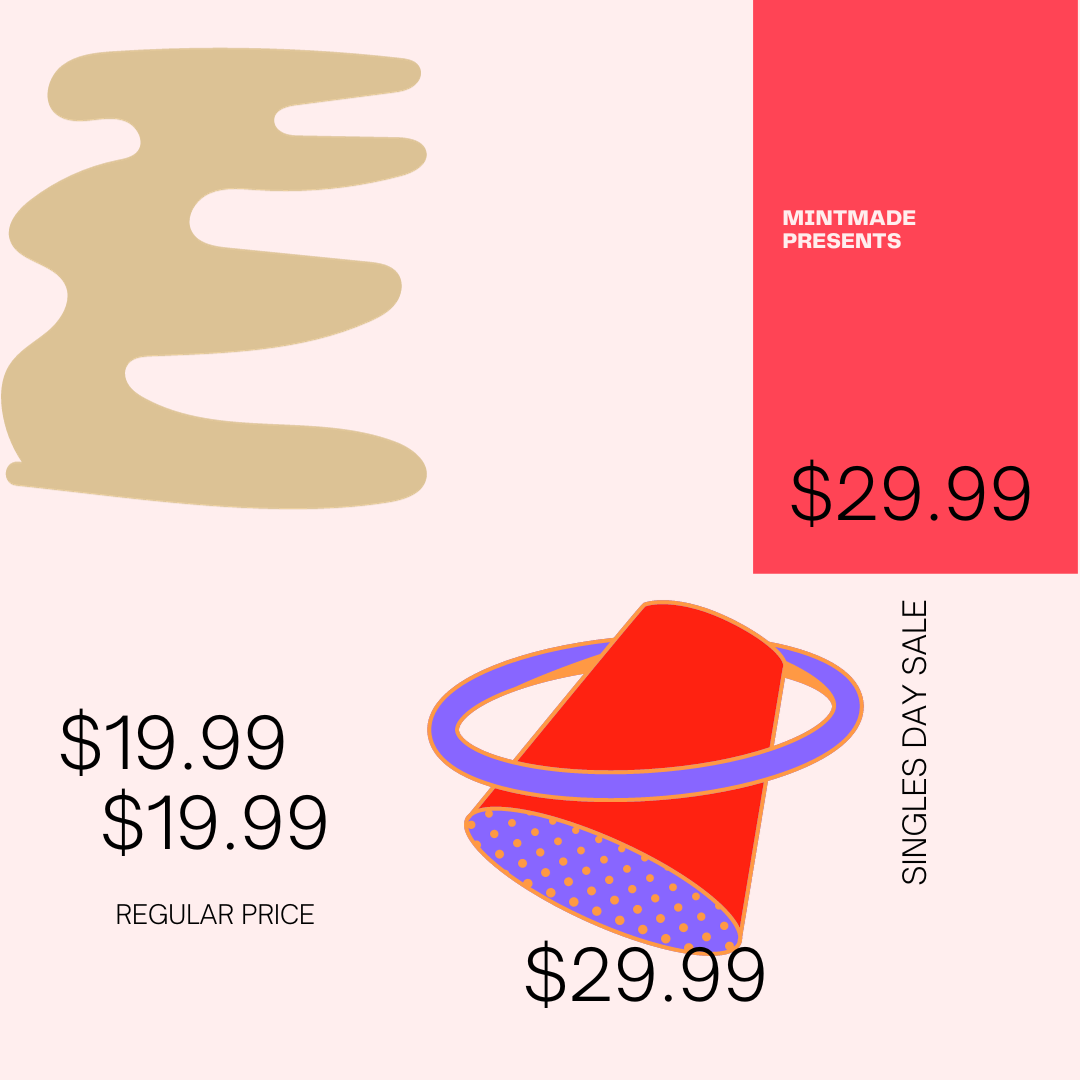 MINTMADE
PRESENTS
$29.99
SINGLES DAY SALE
$19.99
$19.99
REGULAR PRICE
$29.99